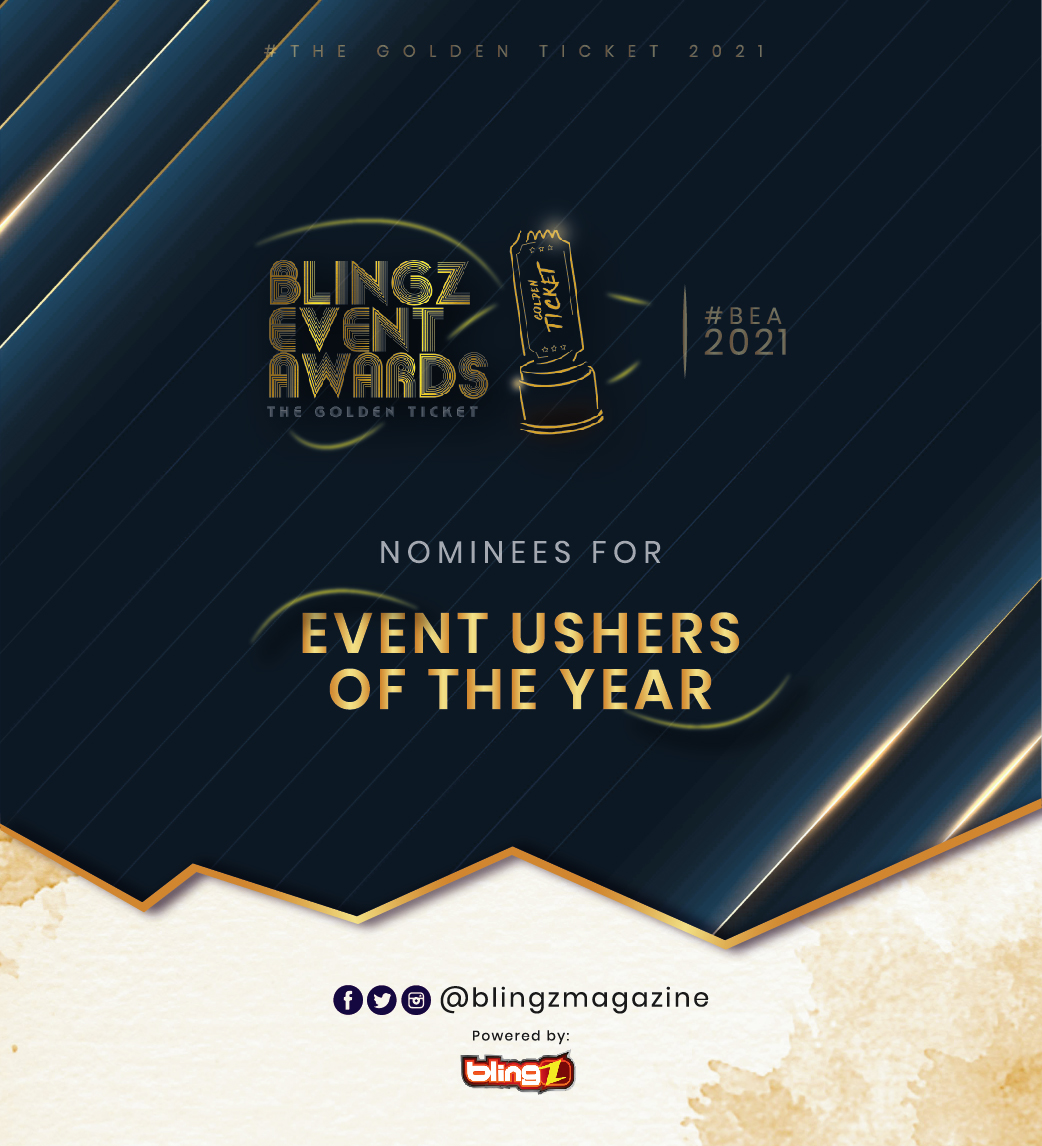 #THE GOLDEN TICKET 2021
BLINGZ
EVENT
AWARDS
THE GOLDEN TICKET
GOLDEN
TICKET
#BEA
2021
NOMINEES FOR
EVENT USHERS
OF THE YEAR
@blingzmagazine
Powered by:
blingz